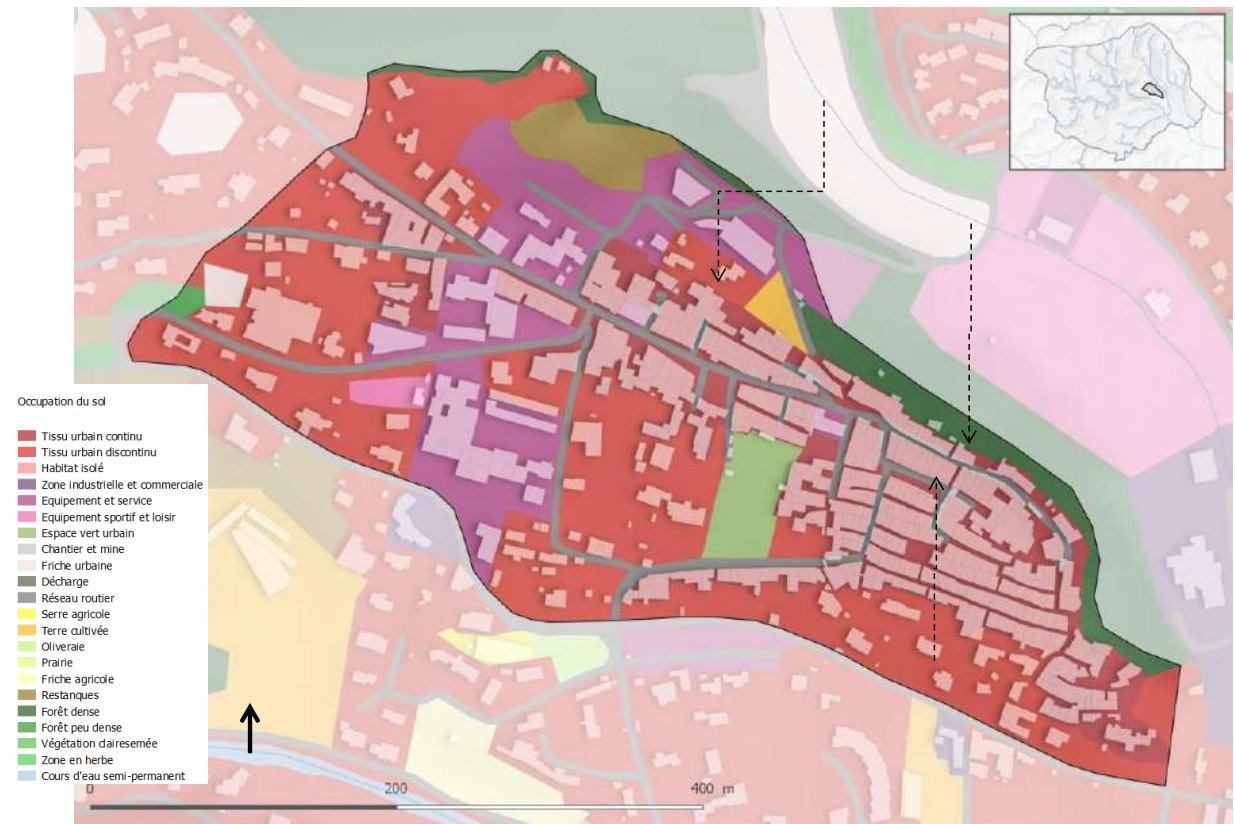 Occupation du sol
Tissu urbain continu
Tissu urbain discontinu
Habitat isolé
Zone industrielle et commerciale
Equipement et service
Equipement sportif et loisir
Espace vert urbain
Chantier et mine
Friche urbaine
Décharge
Réseau routier
Serre agricole
Terre cultivée
Oliveraie
Prairie
Friche agricole
Restanques
Forêt dense
Forêt peu dense
Végétation clairesemée
Zone en herbe
Cours d'eau semi-permanent
0 200 400 m